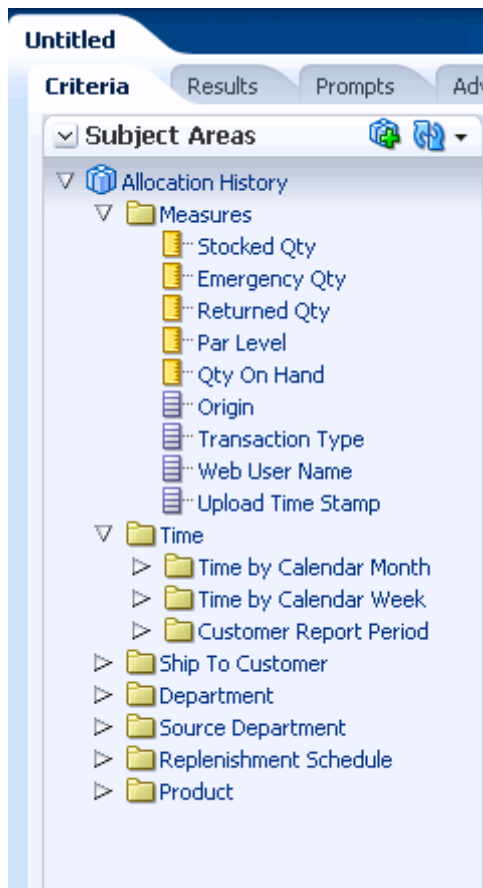 Untitled
Criteria Results Prompts
Subject Areas
Allocation History
Measures
Stocked Qty
Emergency Qty
Returned Qty
Par Level
Qty On Hand
Origin
Transaction Type
Web User Name
Upload Time Stamp
Time
Time by Calendar Month
Time by Calendar Week
Customer Report Period
Ship To Customer
Department
Source Department
Replenishment Schedule
Product